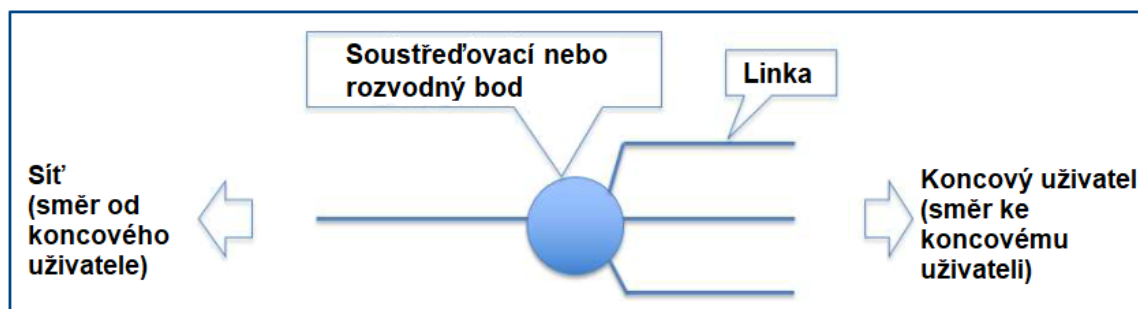 Soustřeďovací nebo
rozvodný bod
Linka
Síť
(směr od
koncového
uživatele)
Koncový uživatel
(směr ke
koncovému
uživateli)